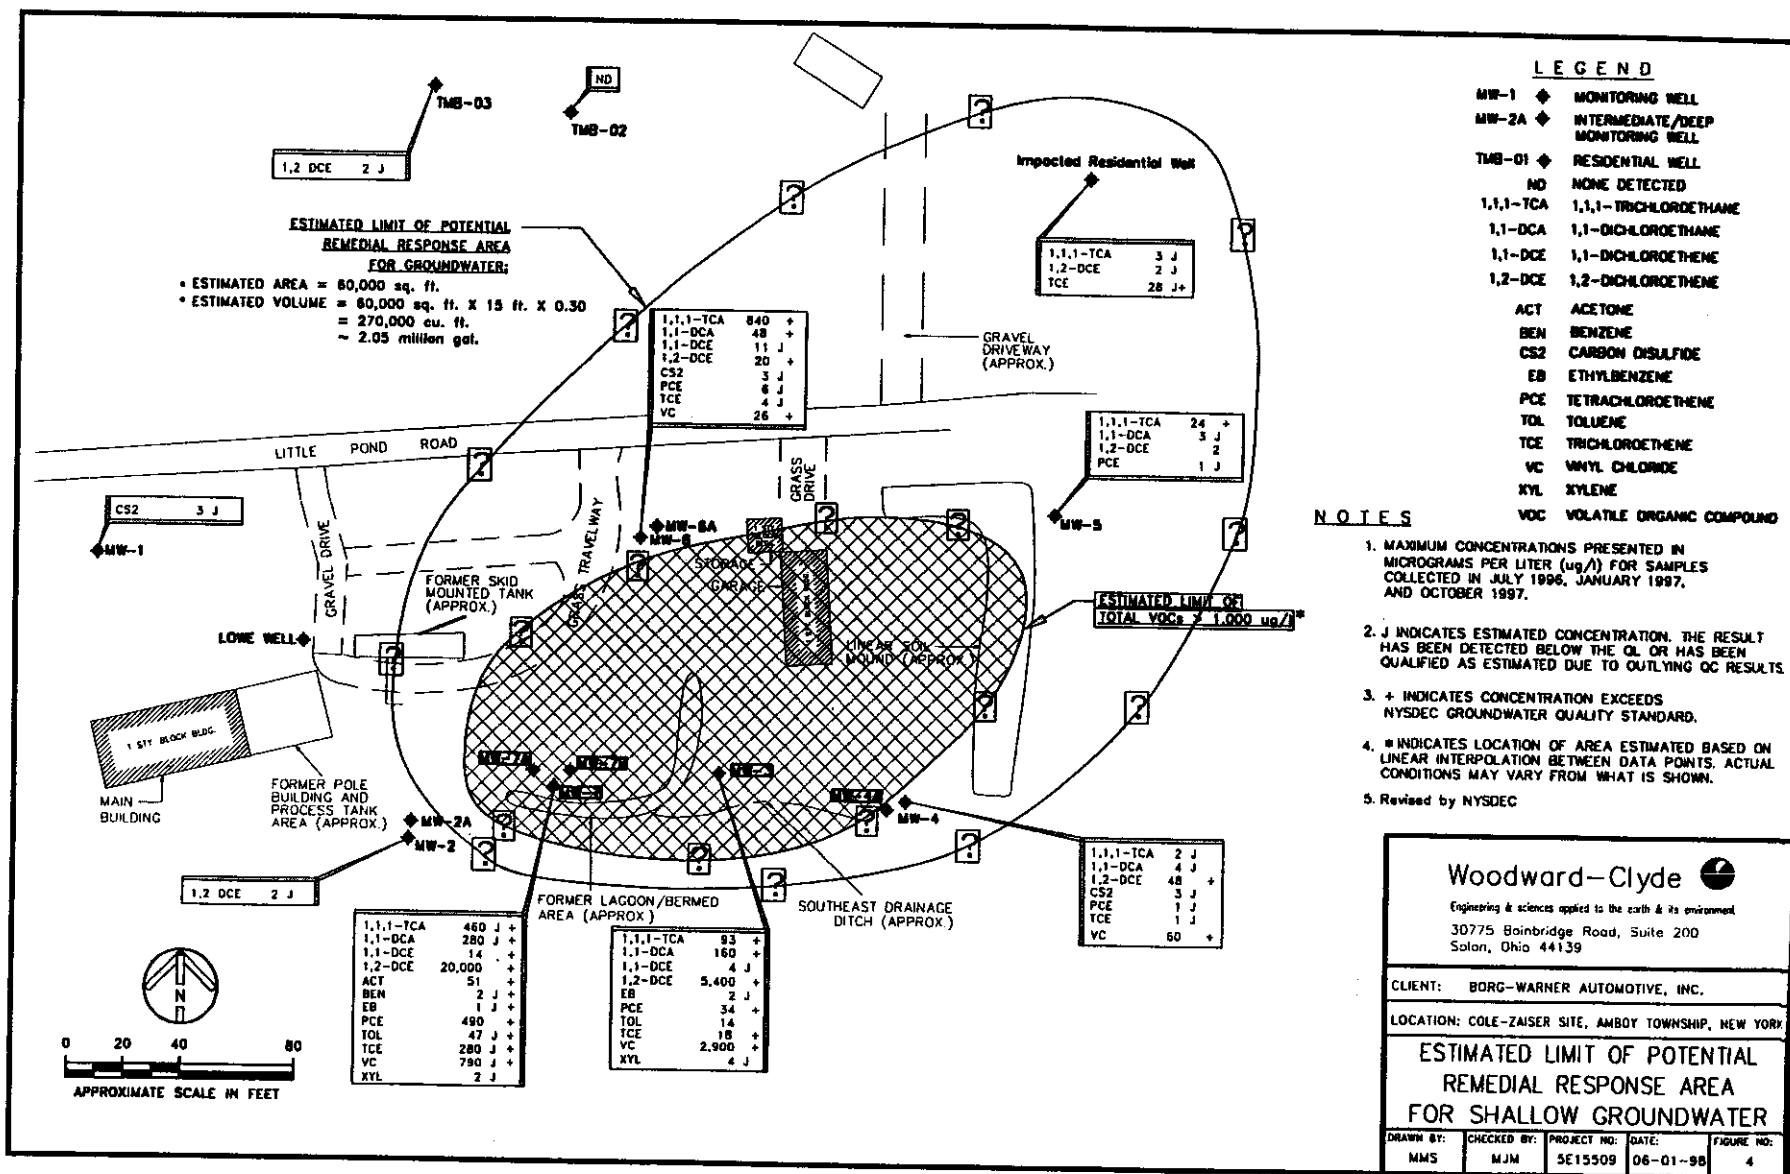 TMB-03
ND
TMB-02
1,2 DCE 2 J
Impacted Residential Well
ESTIMATED LIMIT OF POTENTIAL
REMEDIAL RESPONSE AREA
FOR GROUNDWATER:
• ESTIMATED AREA = 60,000 sq. ft.
• ESTIMATED VOLUME = 60,000 sq. ft. X 15 ft. X 0.30
= 270,000 cu. ft.
~ 2.05 million gal.
1,1,1-TCA 3 J
1,2-DCE 2 J
TCE 28 J+
1,1,1-TCA 840 +
1,1-DCA 48 +
1,1-DCE 11 J
1,2-DCE 20 +
CS2 3 J
PCE 6 J
TCE 4 J
VC 26 +
GRAVEL
DRIVEWAY
(APPROX.)
LITTLE POND ROAD
1,1,1-TCA 24 +
1,1-DCA 3 J
1,2-DCE 2
PCE 1 J
CS2 3 J
MW-1
GRAVEL DRIVE
GRASS TRAVELWAY
GRASS DRIVE
MW-6A
MW-6
MW-5
STORAGE
GARAGE
FORMER SKID
MOUNTED TANK
(APPROX.)
LOWE WELL
ESTIMATED LIMIT OF
TOTAL VOCs > 1,000 ug/l *
LINEAR SOIL
MOUND (APPROX.)
1 STY BLOCK BLDG.
MAIN
BUILDING
FORMER POLE
BUILDING AND
PROCESS TANK
AREA (APPROX.)
MW-3
MW-4A
MW-4
MW-2A
MW-2
1,2 DCE 2 J
FORMER LAGOON/BERMED
AREA (APPROX.)
SOUTHEAST DRAINAGE
DITCH (APPROX.)
1,1,1-TCA 2 J
1,1-DCA 4 J
1,2-DCE 48 +
CS2 3 J
PCE 1 J
TCE 1 J
VC 60 +
1,1,1-TCA 460 J +
1,1-DCA 280 J +
1,1-DCE 14 +
1,2-DCE 20,000 +
ACT 51 +
BEN 2 J +
EB 1 J +
PCE 490 +
TOL 47 J +
TCE 280 J +
VC 790 J +
XYL 2 J
1,1,1-TCA 93 +
1,1-DCA 160 +
1,1-DCE 4 J
1,2-DCE 5,400 +
EB 2 J
PCE 34 +
TOL 14
TCE 18 +
VC 2,900 +
XYL 4 J
N
0 20 40 80
APPROXIMATE SCALE IN FEET
LEGEND
MW-1 MONITORING WELL
MW-2A INTERMEDIATE/DEEP
MONITORING WELL
TMB-01 RESIDENTIAL WELL
ND NONE DETECTED
1,1,1-TCA 1,1,1-TRICHLOROETHANE
1,1-DCA 1,1-DICHLOROETHANE
1,1-DCE 1,1-DICHLOROETHENE
1,2-DCE 1,2-DICHLOROETHENE
ACT ACETONE
BEN BENZENE
CS2 CARBON DISULFIDE
EB ETHYLBENZENE
PCE TETRACHLOROETHENE
TOL TOLUENE
TCE TRICHLOROETHENE
VC VINYL CHLORIDE
XYL XYLENE
VOC VOLATILE ORGANIC COMPOUND
NOTES
1. MAXIMUM CONCENTRATIONS PRESENTED IN
MICROGRAMS PER LITER (ug/l) FOR SAMPLES
COLLECTED IN JULY 1996, JANUARY 1997,
AND OCTOBER 1997.
2. J INDICATES ESTIMATED CONCENTRATION. THE RESULT
HAS BEEN DETECTED BELOW THE QL OR HAS BEEN
QUALIFIED AS ESTIMATED DUE TO OUTLYING QC RESULTS.
3. + INDICATES CONCENTRATION EXCEEDS
NYSDEC GROUNDWATER QUALITY STANDARD.
4. * INDICATES LOCATION OF AREA ESTIMATED BASED ON
LINEAR INTERPOLATION BETWEEN DATA POINTS. ACTUAL
CONDITIONS MAY VARY FROM WHAT IS SHOWN.
5. Revised by NYSDEC
Woodward-Clyde
Engineering & sciences applied to the earth & its environment
30775 Bainbridge Road, Suite 200
Solon, Ohio 44139
CLIENT: BORG-WARNER AUTOMOTIVE, INC.
LOCATION: COLE-ZAISER SITE, AMBOY TOWNSHIP, NEW YORK
ESTIMATED LIMIT OF POTENTIAL
REMEDIAL RESPONSE AREA
FOR SHALLOW GROUNDWATER
DRAWN BY: MMS
CHECKED BY: MJM
PROJECT NO: 5E15509
DATE: 06-01-98
FIGURE NO: 4